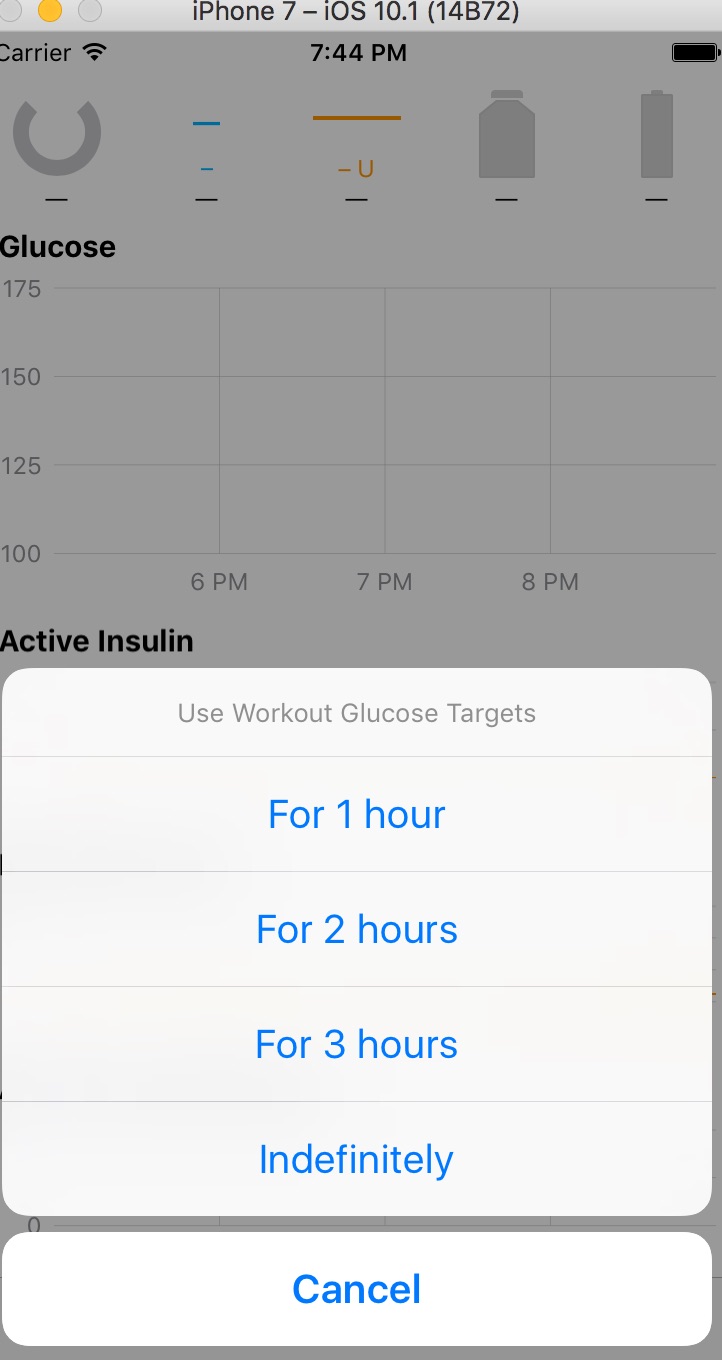 iPhone 7 – iOS 10.1 (14B72)
Carrier 7:44 PM
– – U
— — — — —
Glucose
175
150
125
100
6 PM 7 PM 8 PM
Active Insulin
Use Workout Glucose Targets
For 1 hour
For 2 hours
For 3 hours
Indefinitely
0
Cancel